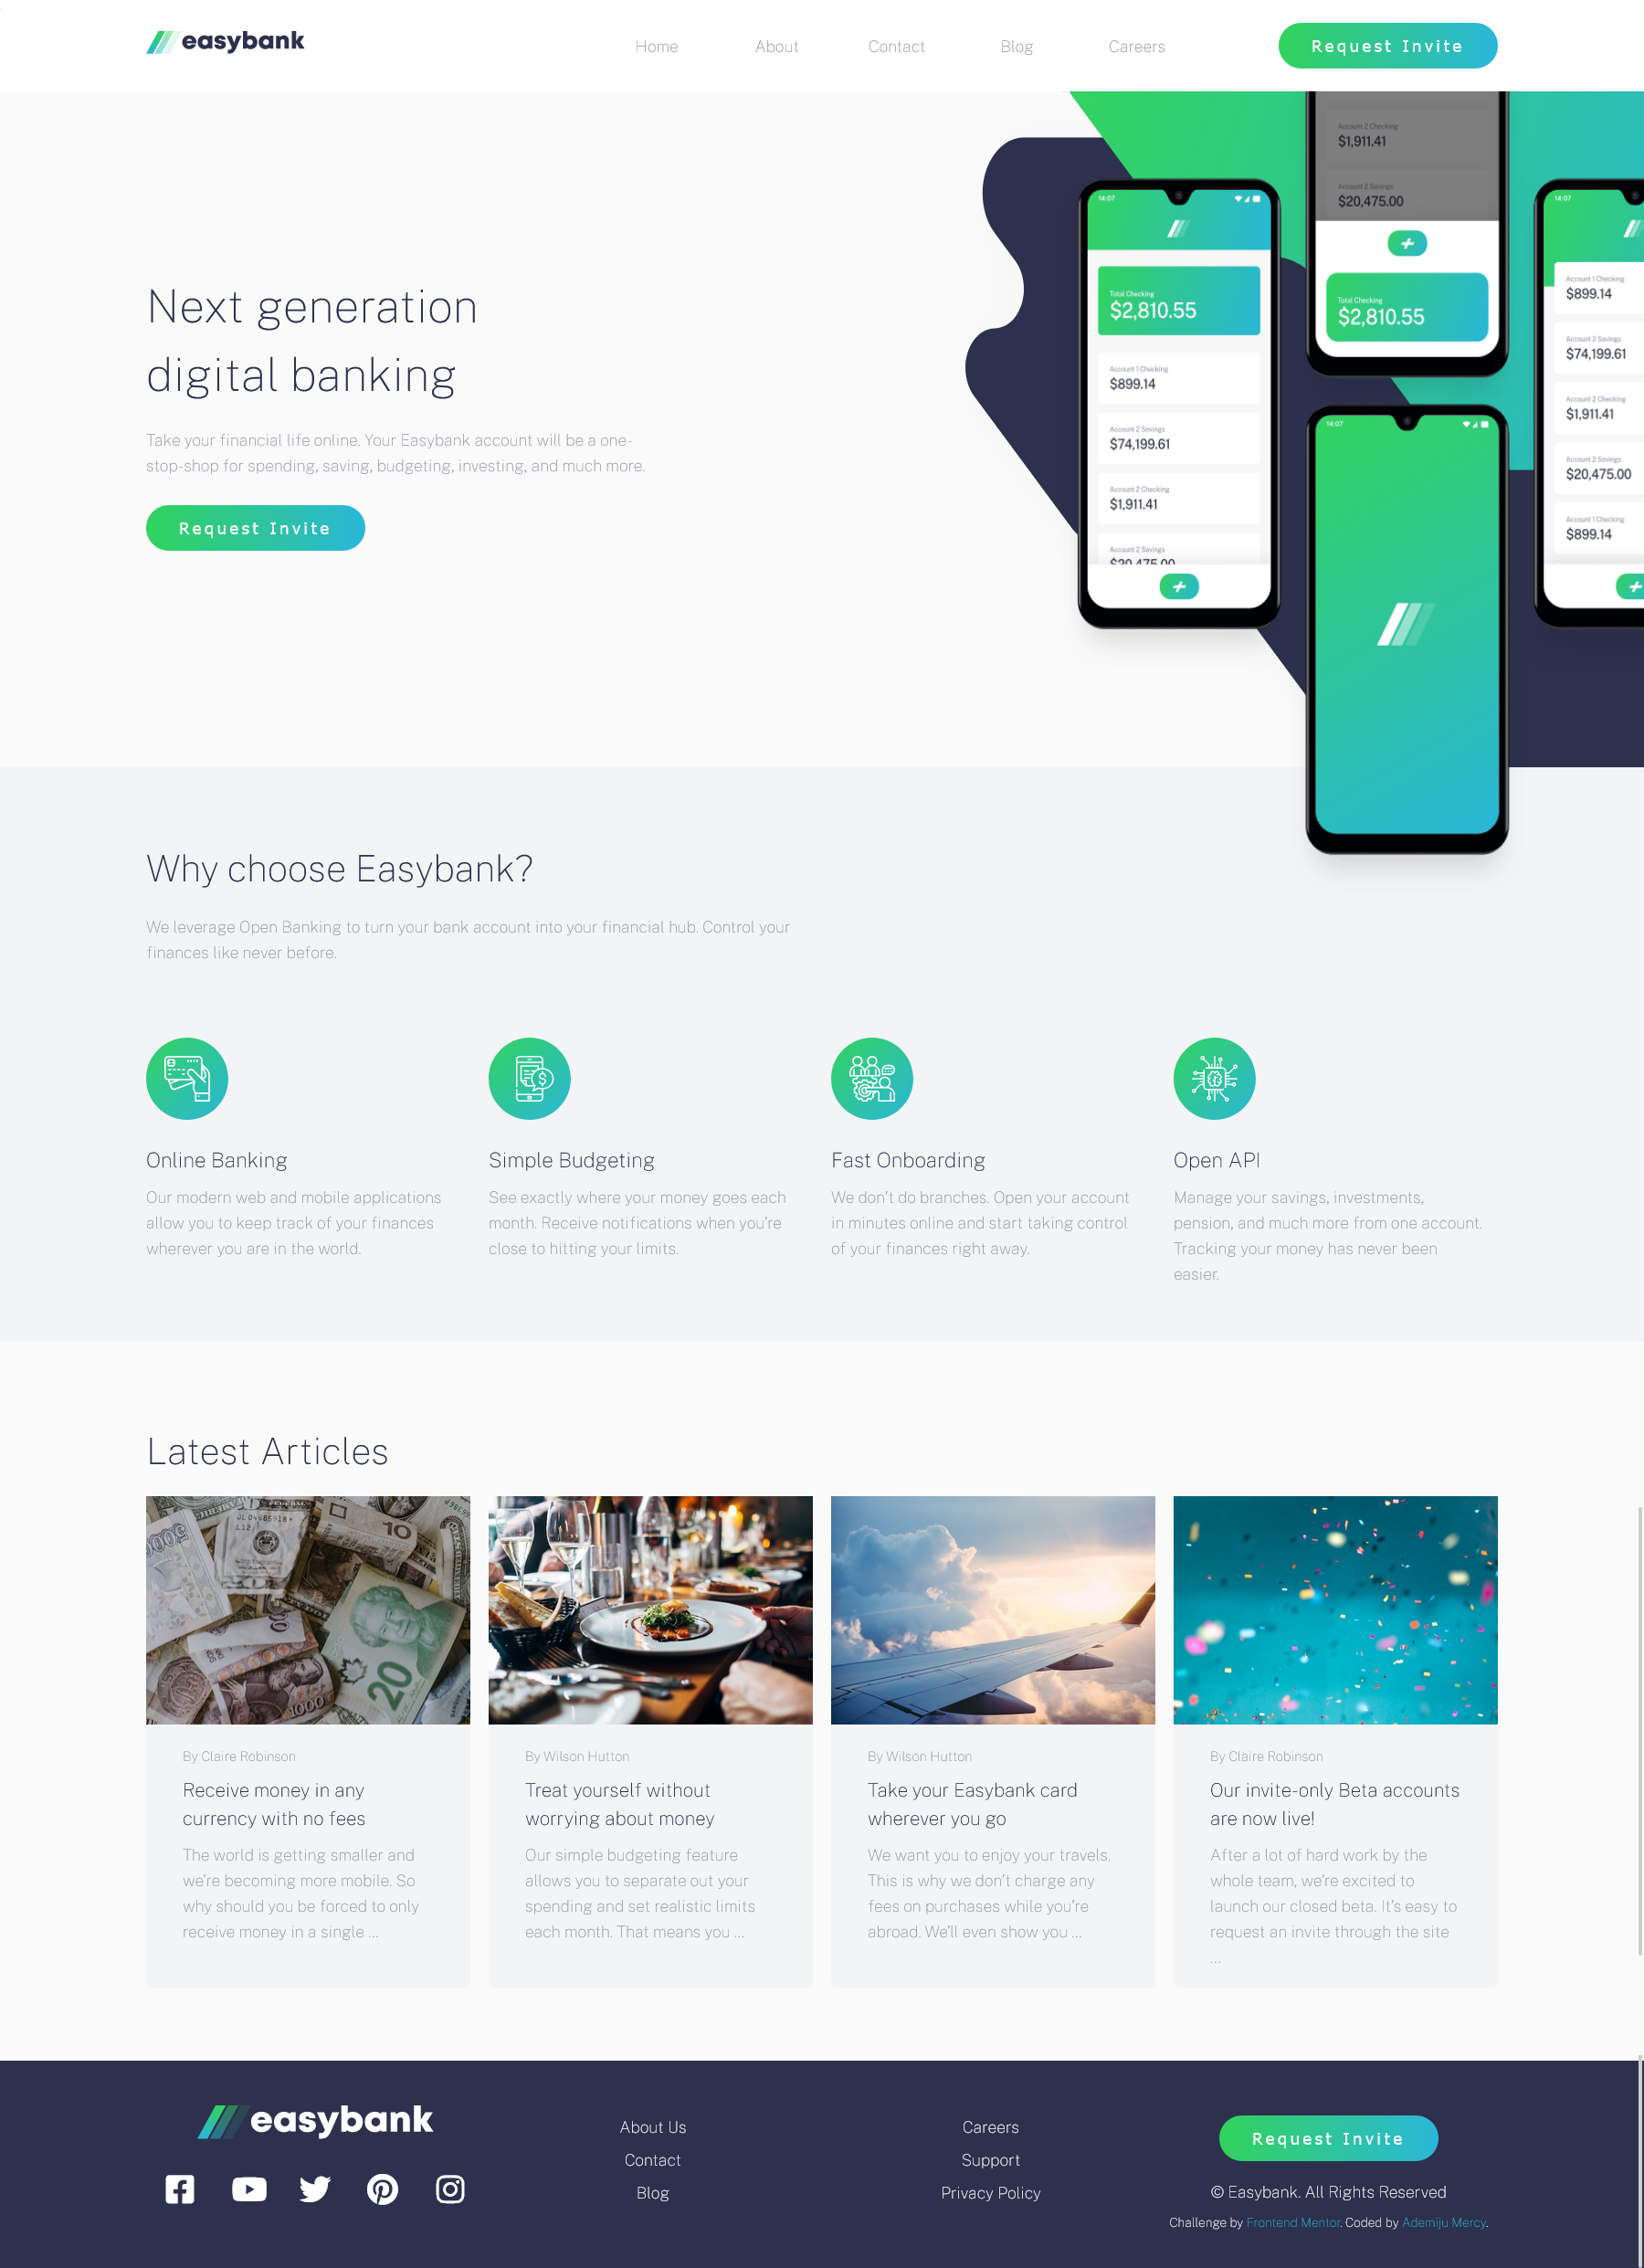 easybank
Home
About
Contact
Blog
Careers
Request Invite
Next generation
digital banking
Take your financial life online. Your Easybank account will be a one-
stop-shop for spending, saving, budgeting, investing, and much more.
Request Invite
14:07
Total Checking
$2,810.55
Account 1 Checking
$899.14
Account 2 Savings
$74,199.61
Account 2 Checking
$1,911.41
Account 2 Savings
$20,475.00
Account 2 Checking
$1,911.41
Account 2 Savings
$20,475.00
Total Checking
$2,810.55
14:07
14:07
Account 1 Checking
$899.14
Account 2 Savings
$74,199.61
Account 2 Checking
$1,911.41
Account 2 Savings
$20,475.00
Account 1 Checking
$899.14
Why choose Easybank?
We leverage Open Banking to turn your bank account into your financial hub. Control your
finances like never before.
Online Banking
Our modern web and mobile applications
allow you to keep track of your finances
wherever you are in the world.
Simple Budgeting
See exactly where your money goes each
month. Receive notifications when you’re
close to hitting your limits.
Fast Onboarding
We don’t do branches. Open your account
in minutes online and start taking control
of your finances right away.
Open API
Manage your savings, investments,
pension, and much more from one account.
Tracking your money has never been
easier.
Latest Articles
JL04685918*
L12
10
20
1000
By Claire Robinson
Receive money in any
currency with no fees
The world is getting smaller and
we’re becoming more mobile. So
why should you be forced to only
receive money in a single …
By Wilson Hutton
Treat yourself without
worrying about money
Our simple budgeting feature
allows you to separate out your
spending and set realistic limits
each month. That means you …
By Wilson Hutton
Take your Easybank card
wherever you go
We want you to enjoy your travels.
This is why we don’t charge any
fees on purchases while you’re
abroad. We’ll even show you …
By Claire Robinson
Our invite-only Beta accounts
are now live!
After a lot of hard work by the
whole team, we’re excited to
launch our closed beta. It’s easy to
request an invite through the site
…
easybank
About Us
Contact
Blog
Careers
Support
Privacy Policy
Request Invite
© Easybank. All Rights Reserved
Challenge by Frontend Mentor. Coded by Ademiju Mercy.